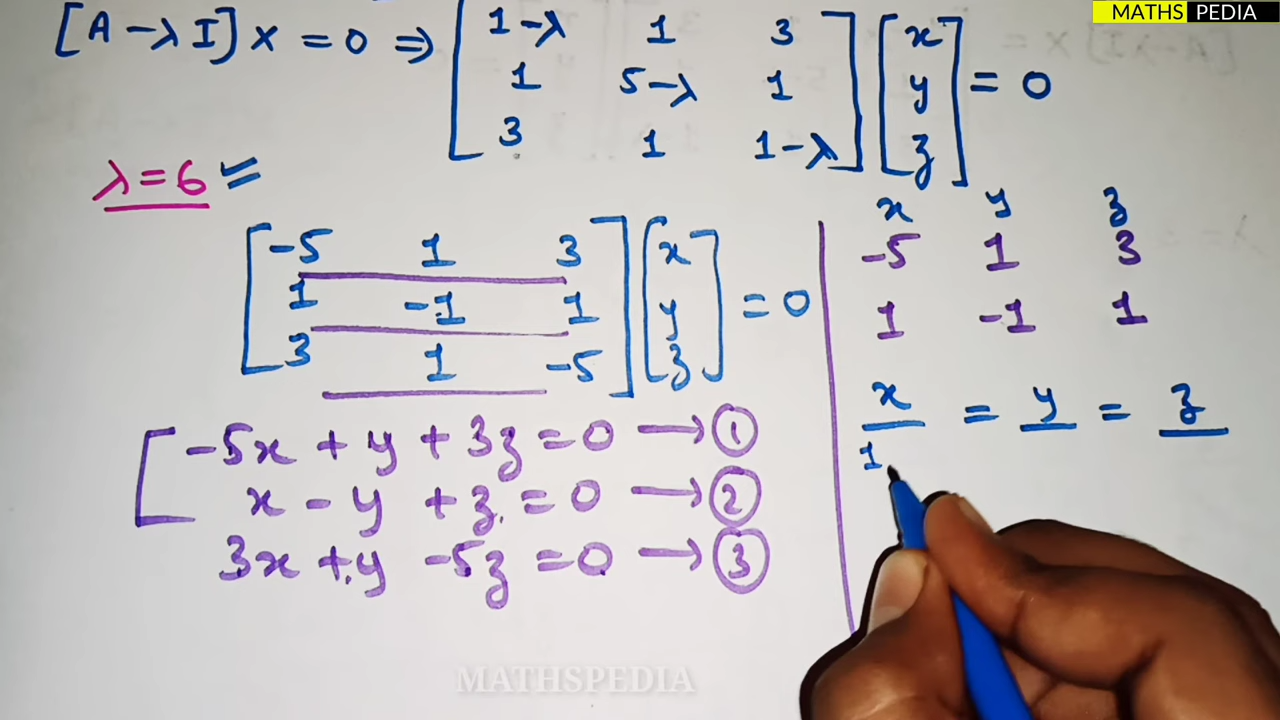 MATHS PEDIA
[A-λI]X = 0 ⇒ [1-λ 1 3] [x]
1 5-λ 1 y = 0
3 1 1-λ z
λ=6
[-5 1 3] [x]
1 -1 1 y = 0
3 1 -5 z
-5x + y + 3z = 0 → ①
x - y + z = 0 → ②
3x + y - 5z = 0 → ③
x y z
-5 1 3
1 -1 1
x = y = z
1
MATHSPEDIA